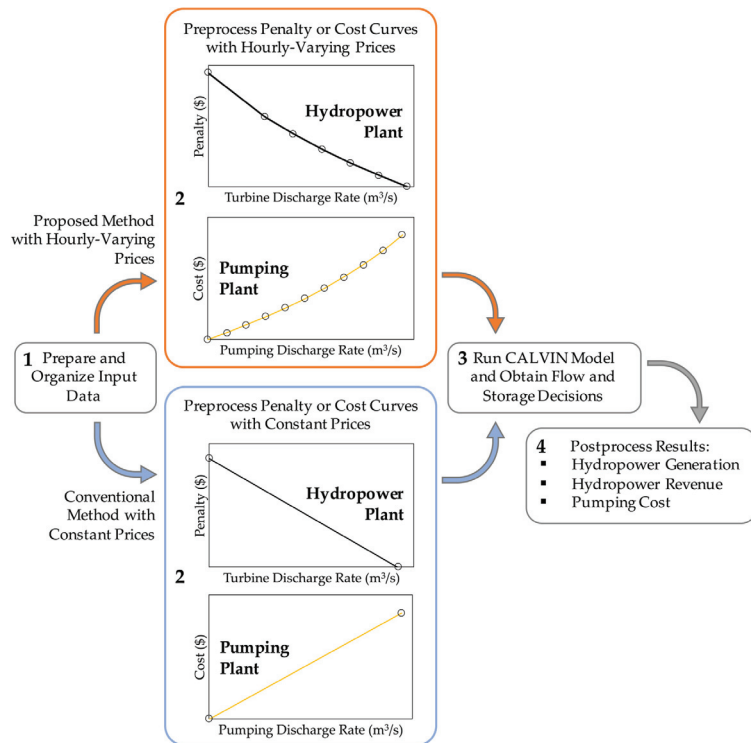 Preprocess Penalty or Cost Curves
with Hourly-Varying Prices
Penalty ($)
Hydropower
Plant
Turbine Discharge Rate (m³/s)
2
Cost ($)
Pumping
Plant
Pumping Discharge Rate (m³/s)
Proposed Method
with Hourly-Varying
Prices
1 Prepare and
Organize Input
Data
Conventional
Method with
Constant Prices
Preprocess Penalty or Cost Curves
with Constant Prices
Penalty ($)
Hydropower
Plant
Turbine Discharge Rate (m³/s)
2
Cost ($)
Pumping
Plant
Pumping Discharge Rate (m³/s)
3 Run CALVIN Model
and Obtain Flow and
Storage Decisions
4 Postprocess Results:
▪ Hydropower Generation
▪ Hydropower Revenue
▪ Pumping Cost